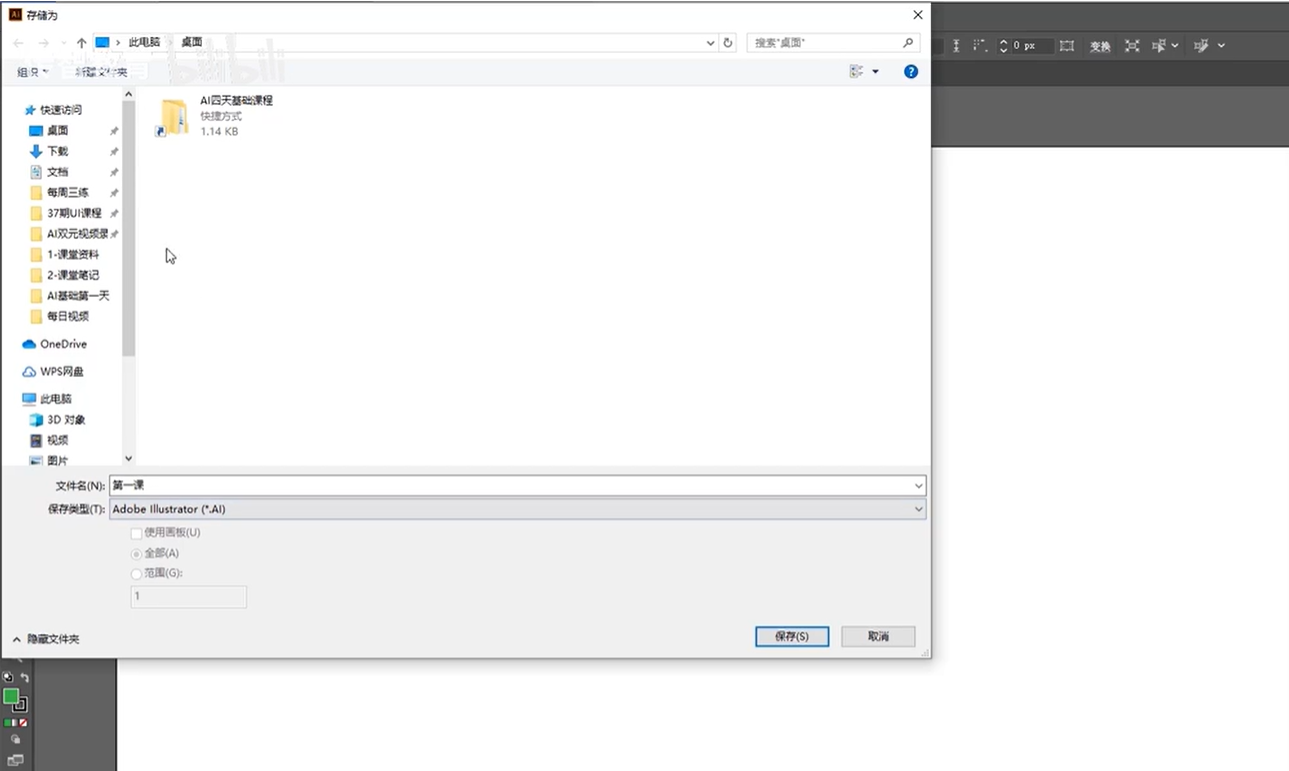 存储为
此电脑 › 桌面
搜索"桌面"
0 px
变换
组织
新建文件夹
bilibili
AI四天基础课程
快捷方式
1.14 KB
快速访问
桌面
下载
文档
每周三练
37期UI课程
AI双元视频录
1-课堂资料
2-课堂笔记
AI基础第一天
每日视频
OneDrive
WPS网盘
此电脑
3D 对象
视频
图片
文件名(N): 第一课
保存类型(T): Adobe Illustrator (*.AI)
使用画板(U)
全部(A)
范围(G):
1
隐藏文件夹
保存(S)
取消